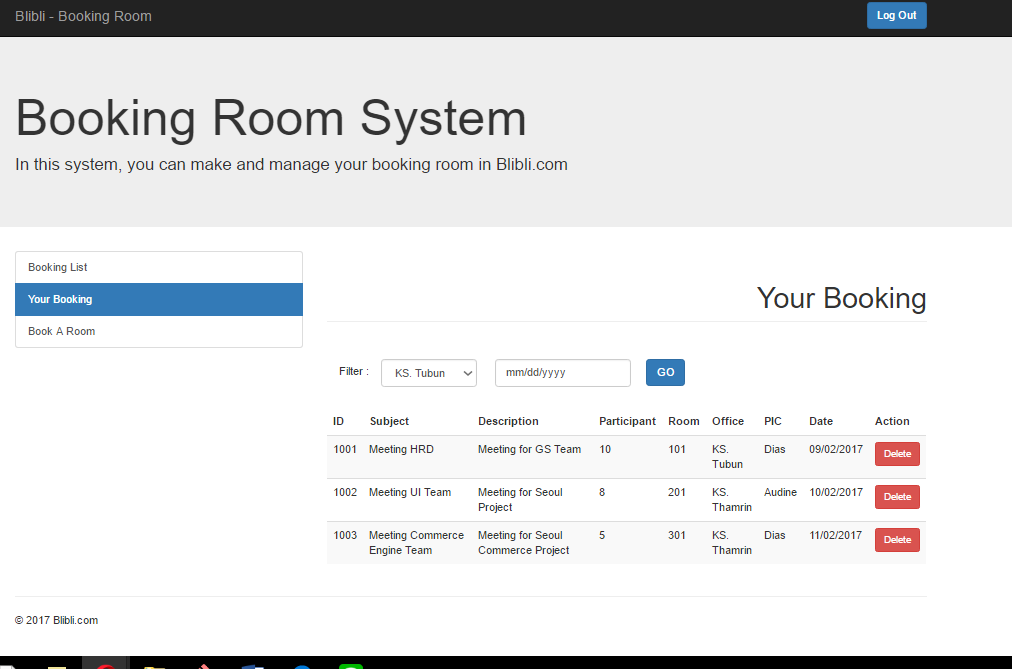 Blibli - Booking Room
Log Out
Booking Room System
In this system, you can make and manage your booking room in Blibli.com
Booking List
Your Booking
Book A Room
Your Booking
Filter :
KS. Tubun
mm/dd/yyyy
GO
ID Subject Description Participant Room Office PIC Date Action
1001 Meeting HRD Meeting for GS Team 10 101 KS. Dias 09/02/2017 Delete
Tubun
1002 Meeting UI Team Meeting for Seoul 8 201 KS. Audine 10/02/2017 Delete
Project Thamrin
1003 Meeting Commerce Meeting for Seoul 5 301 KS. Dias 11/02/2017 Delete
Engine Team Commerce Project Thamrin
© 2017 Blibli.com